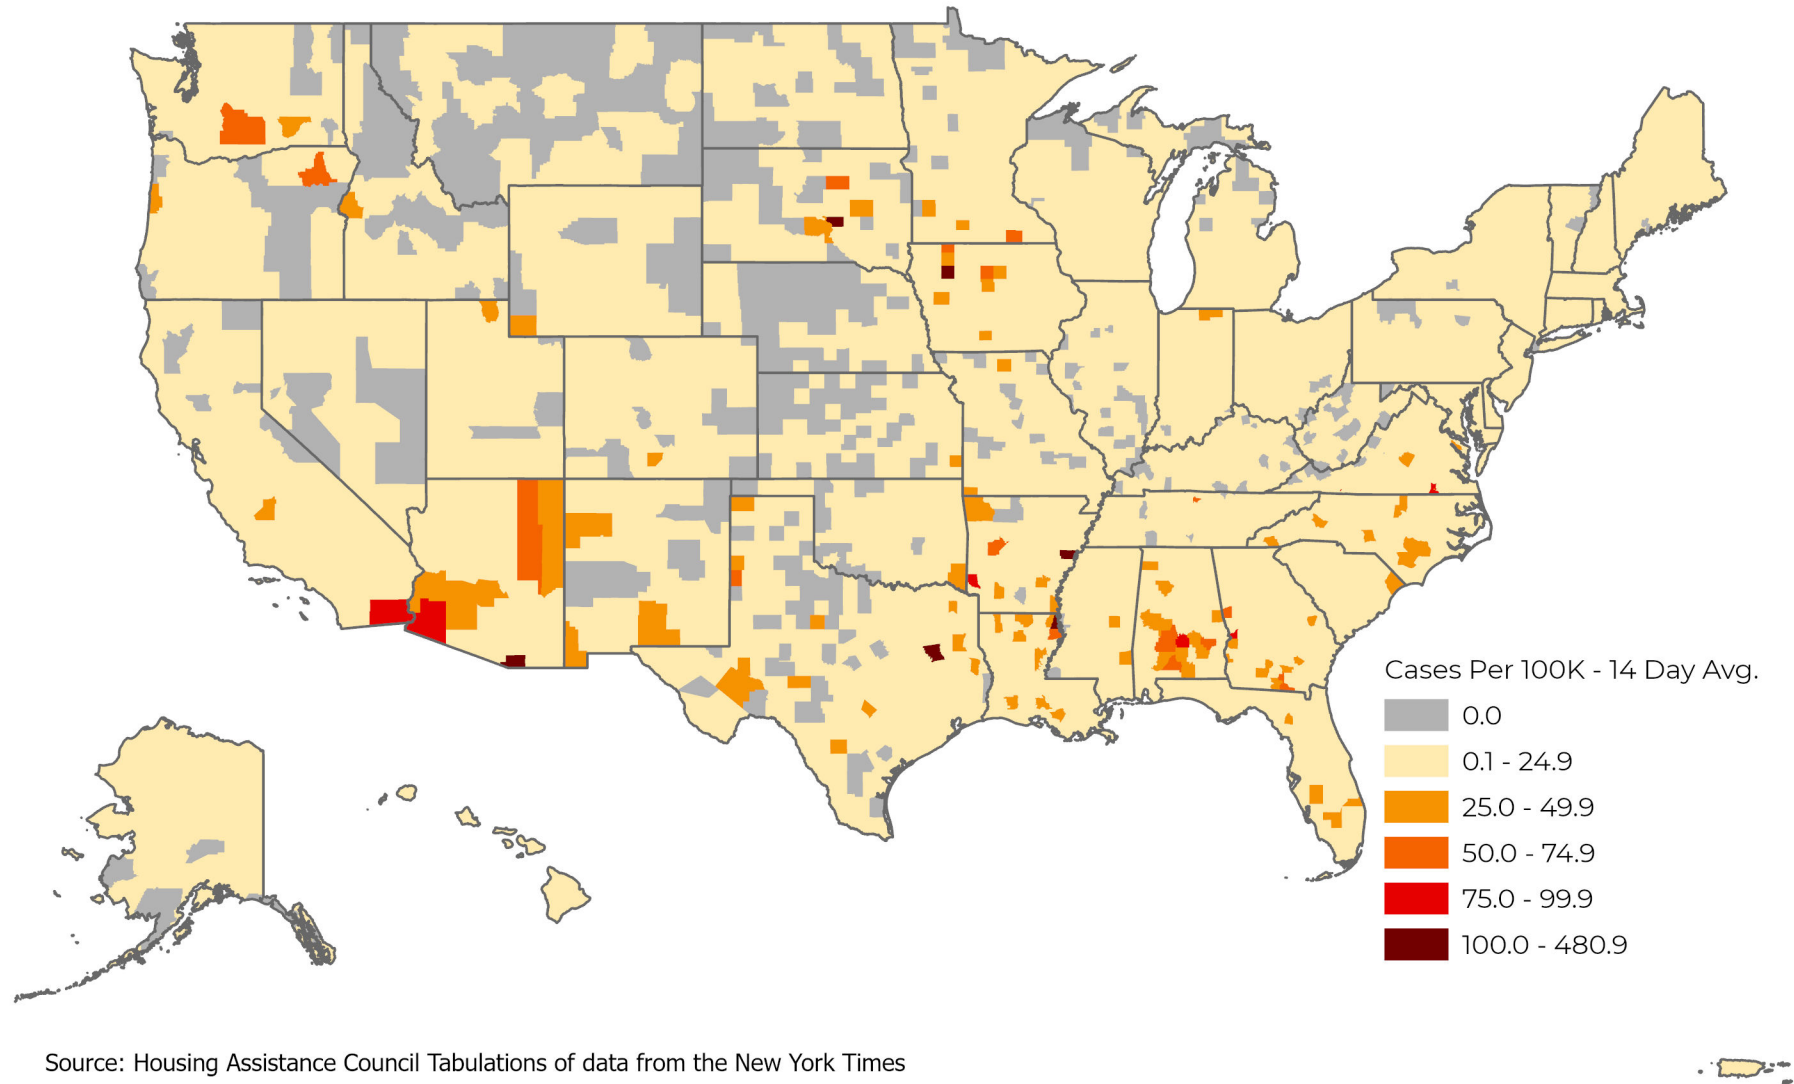 Cases Per 100K - 14 Day Avg.
0.0
0.1 - 24.9
25.0 - 49.9
50.0 - 74.9
75.0 - 99.9
100.0 - 480.9
Source: Housing Assistance Council Tabulations of data from the New York Times